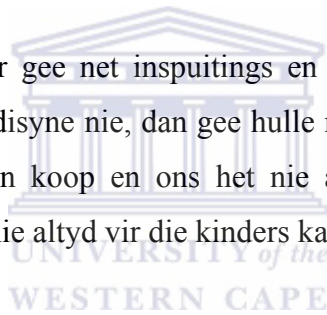 r gee net inspuitings en
disyne nie, dan gee hulle
n koop en ons het nie a
nie altyd vir die kinders ka
UNIVERSITY of the
WESTERN CAPE